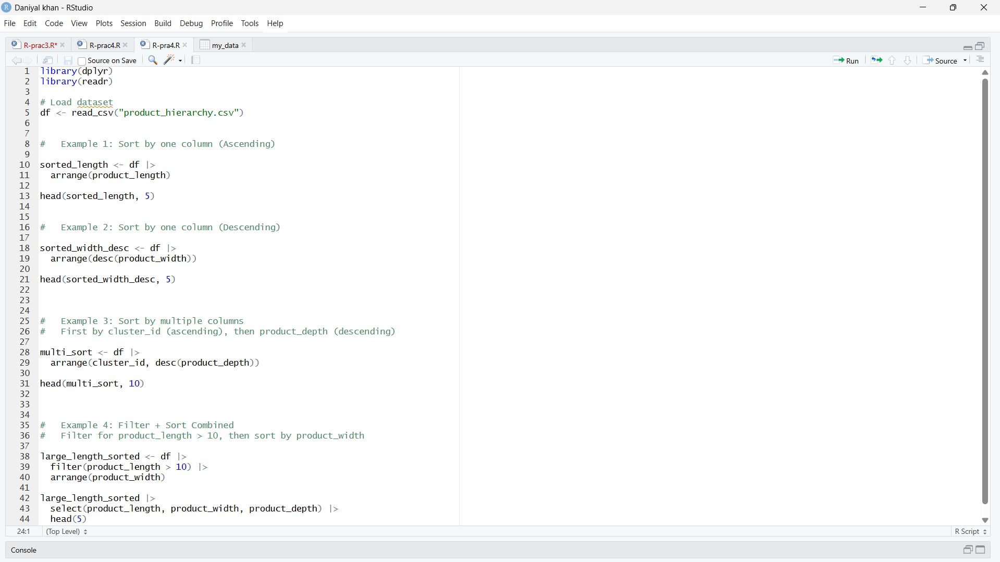 R Daniyal khan - RStudio
File Edit Code View Plots Session Build Debug Profile Tools Help
R-prac3.R* R-prac4.R R-pra4.R my_data
Source on Save Run Source
1 library(dplyr)
2 library(readr)
3
4 # Load dataset
5 df <- read_csv("product_hierarchy.csv")
6
7
8 #   Example 1: Sort by one column (Ascending)
9
10 sorted_length <- df |>
11   arrange(product_length)
12
13 head(sorted_length, 5)
14
15
16 #   Example 2: Sort by one column (Descending)
17
18 sorted_width_desc <- df |>
19   arrange(desc(product_width))
20
21 head(sorted_width_desc, 5)
22
23
24
25 #   Example 3: Sort by multiple columns
26 #   First by cluster_id (ascending), then product_depth (descending)
27
28 multi_sort <- df |>
29   arrange(cluster_id, desc(product_depth))
30
31 head(multi_sort, 10)
32
33
34
35 #   Example 4: Filter + Sort Combined
36 #   Filter for product_length > 10, then sort by product_width
37
38 large_length_sorted <- df |>
39   filter(product_length > 10) |>
40   arrange(product_width)
41
42 large_length_sorted |>
43   select(product_length, product_width, product_depth) |>
44   head(5)
24:1 (Top Level) R Script
Console